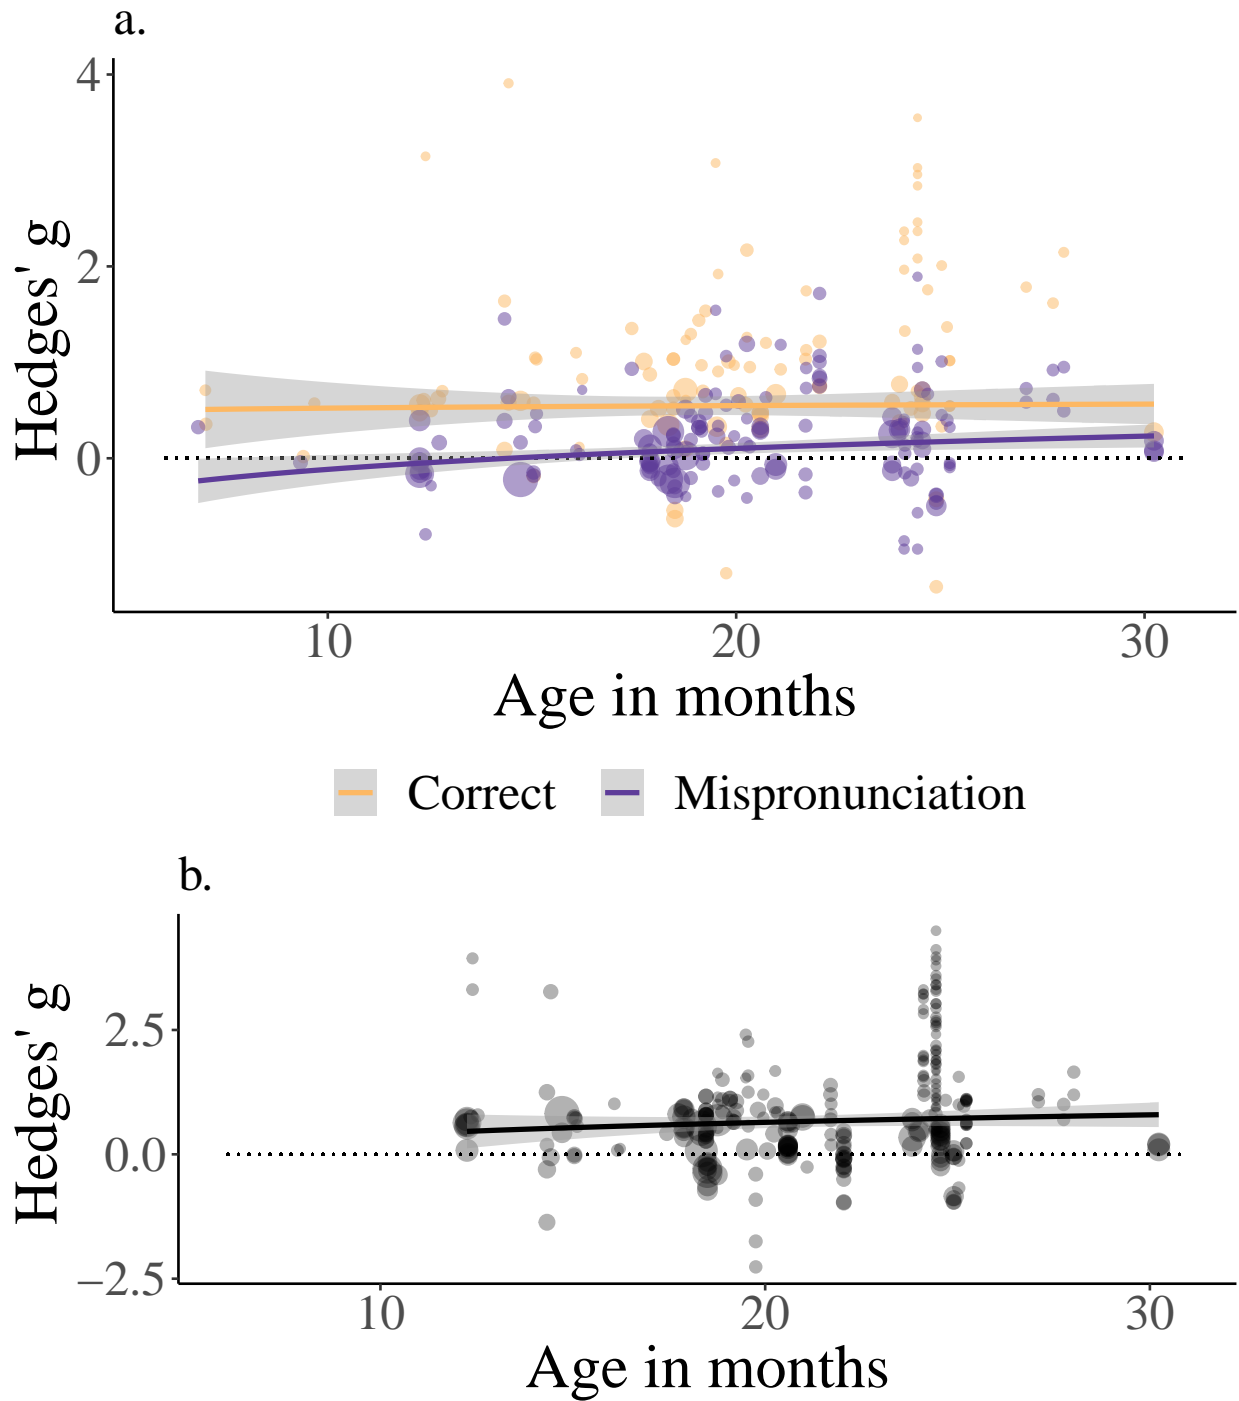 a.
4
2
0
Hedges' g
10 20 30
Age in months
Correct Mispronunciation
b.
2.5
0.0
−2.5
Hedges' g
10 20 30
Age in months